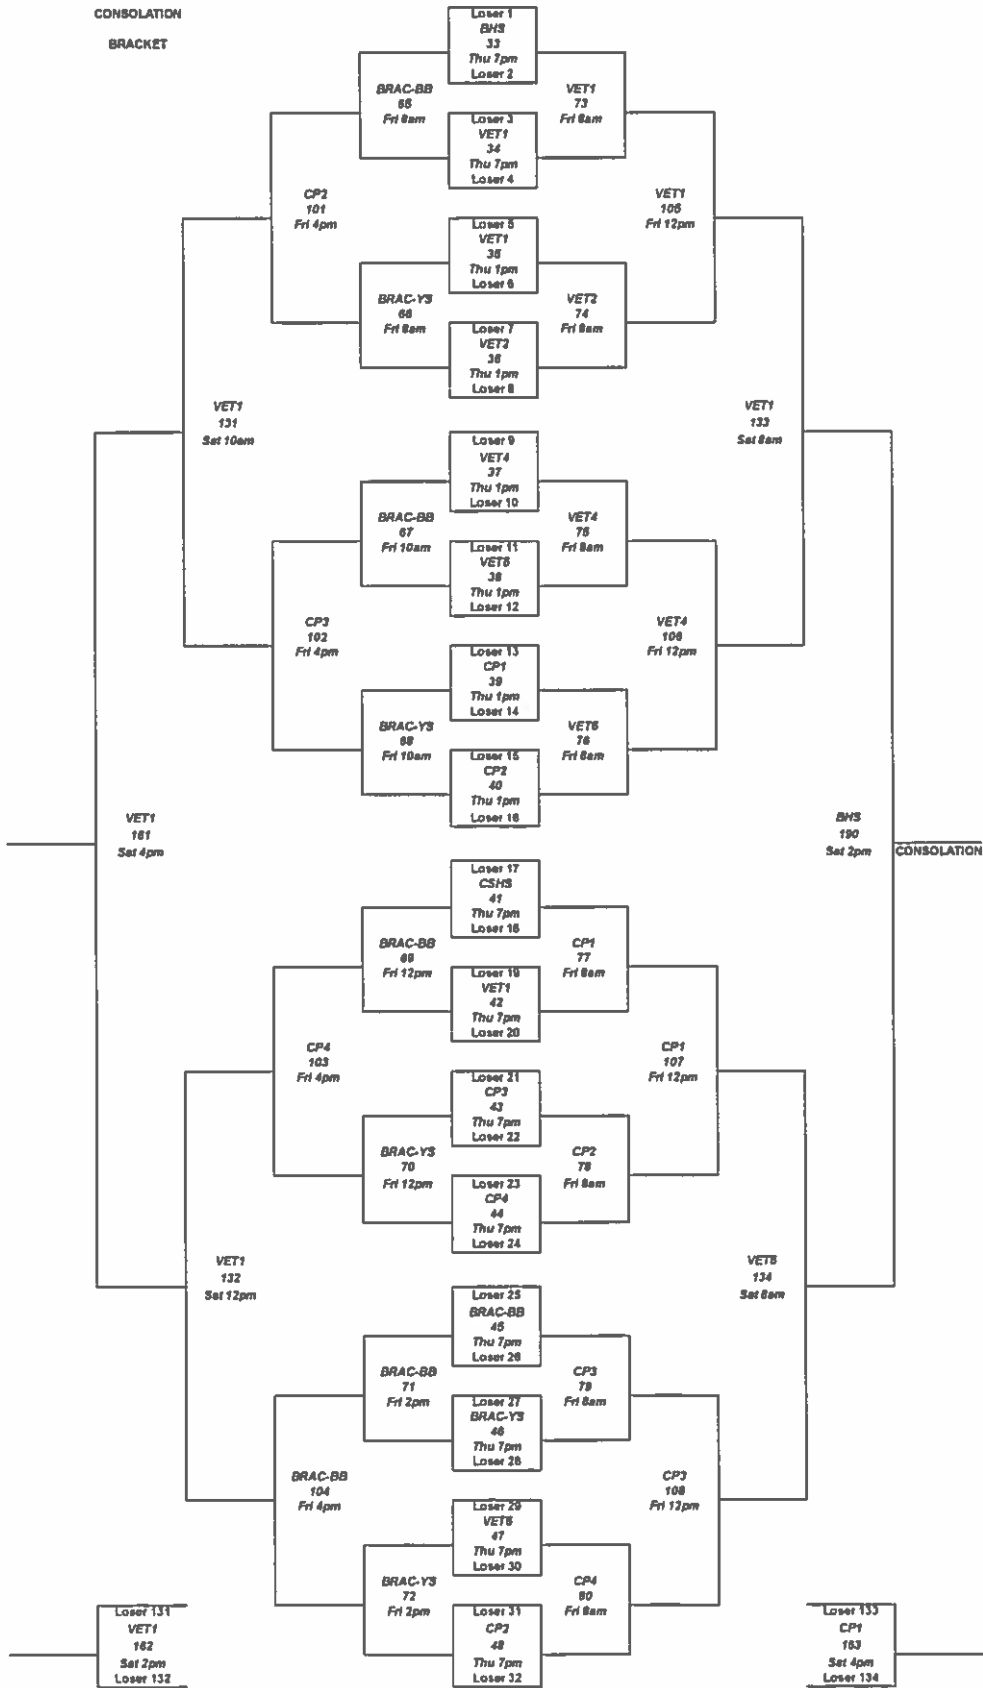 CONSOLATION
BRACKET
Loser 1
BHS
33
Thu 7pm
Loser 2
BRAC-BB
65
Fri 8am
VET1
73
Fri 8am
Loser 3
VET1
34
Thu 7pm
Loser 4
CP2
101
Fri 4pm
VET1
105
Fri 12pm
Loser 5
VET1
35
Thu 1pm
Loser 6
BRAC-YS
66
Fri 8am
VET2
74
Fri 8am
Loser 7
VET2
36
Thu 1pm
Loser 8
VET1
131
Sat 10am
VET1
133
Sat 8am
Loser 9
VET4
37
Thu 1pm
Loser 10
BRAC-BB
67
Fri 10am
VET4
75
Fri 8am
Loser 11
38
Thu 1pm
Loser 12
CP3
102
Fri 4pm
VET4
106
Fri 12pm
Loser 13
CP1
39
Thu 1pm
Loser 14
BRAC-YS
68
Fri 10am
76
Fri 8am
Loser 15
CP2
40
Thu 1pm
Loser 16
VET1
161
Sat 4pm
BHS
190
Sat 2pm
CONSOLATION
Loser 17
CSHS
41
Thu 7pm
Loser 18
BRAC-BB
69
Fri 12pm
CP1
77
Fri 8am
Loser 19
VET1
42
Thu 7pm
Loser 20
CP4
103
Fri 4pm
CP1
107
Fri 12pm
Loser 21
CP3
43
Thu 7pm
Loser 22
BRAC-YS
70
Fri 12pm
CP2
78
Fri 8am
Loser 23
CP4
44
Thu 7pm
Loser 24
VET1
132
Sat 12pm
134
Sat 8am
Loser 25
BRAC-BB
45
Thu 7pm
Loser 26
BRAC-BB
71
Fri 2pm
CP3
79
Fri 8am
Loser 27
BRAC-YS
46
Thu 7pm
Loser 28
BRAC-BB
104
Fri 4pm
CP3
108
Fri 12pm
Loser 29
47
Thu 7pm
Loser 30
BRAC-YS
72
Fri 2pm
CP4
80
Fri 8am
Loser 31
CP2
48
Thu 7pm
Loser 32
Loser 131
VET1
162
Sat 2pm
Loser 132
Loser 133
CP1
163
Sat 4pm
Loser 134